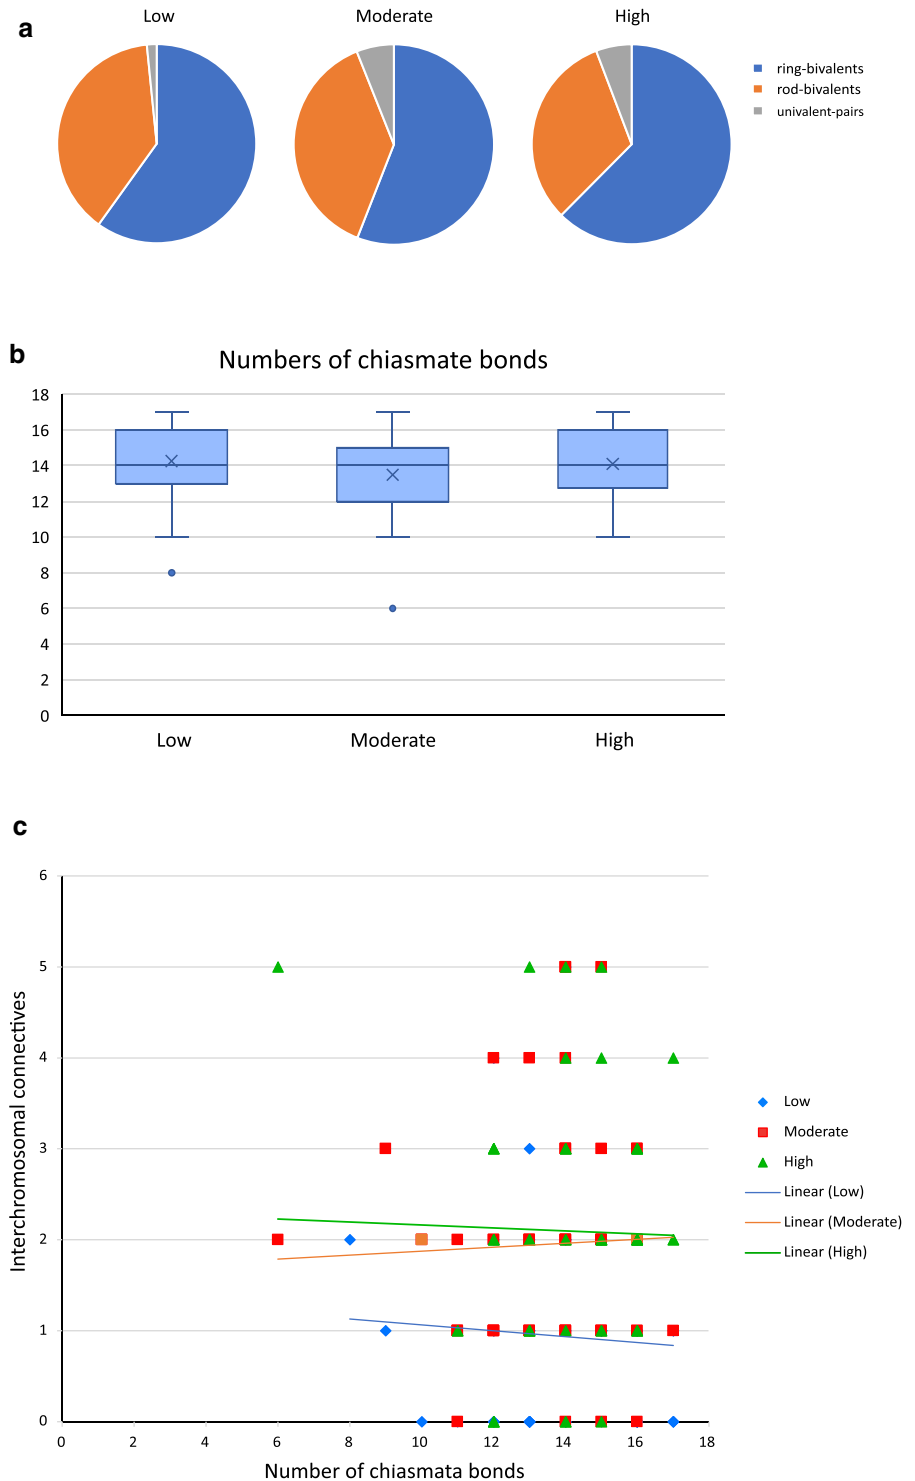 a
Low
Moderate
High
ring-bivalents
rod-bivalents
univalent-pairs
b
Numbers of chiasmate bonds
18
16
14
12
10
8
6
4
2
0
Low
Moderate
High
c
6
5
4
3
2
1
0
Interchromosomal connectives
0
2
4
6
8
10
12
14
16
18
Number of chiasmata bonds
Low
Moderate
High
Linear (Low)
Linear (Moderate)
Linear (High)